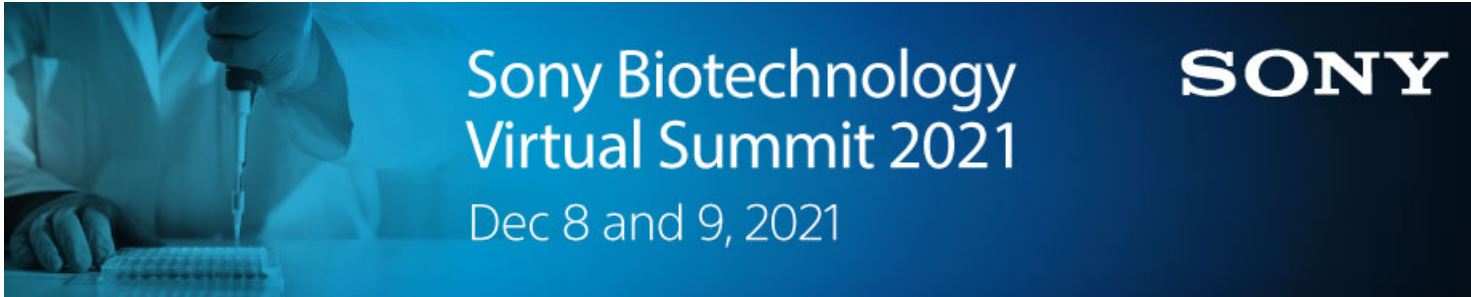 Sony Biotechnology
Virtual Summit 2021
Dec 8 and 9, 2021
SONY